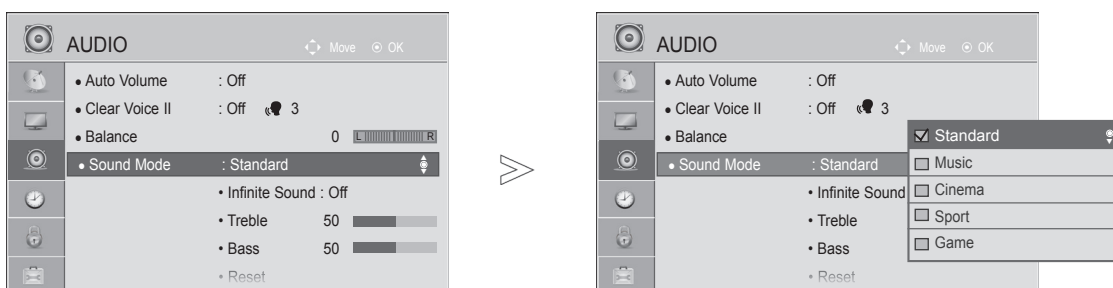 AUDIO
Move OK
• Auto Volume : Off
• Clear Voice II : Off 3
• Balance 0 L R
• Sound Mode : Standard
• Infinite Sound : Off
• Treble 50
• Bass 50
• Reset
AUDIO
Move OK
• Auto Volume : Off
• Clear Voice II : Off 3
• Balance
• Sound Mode : Standard
• Infinite Sound
• Treble
• Bass
• Reset
Standard
Music
Cinema
Sport
Game